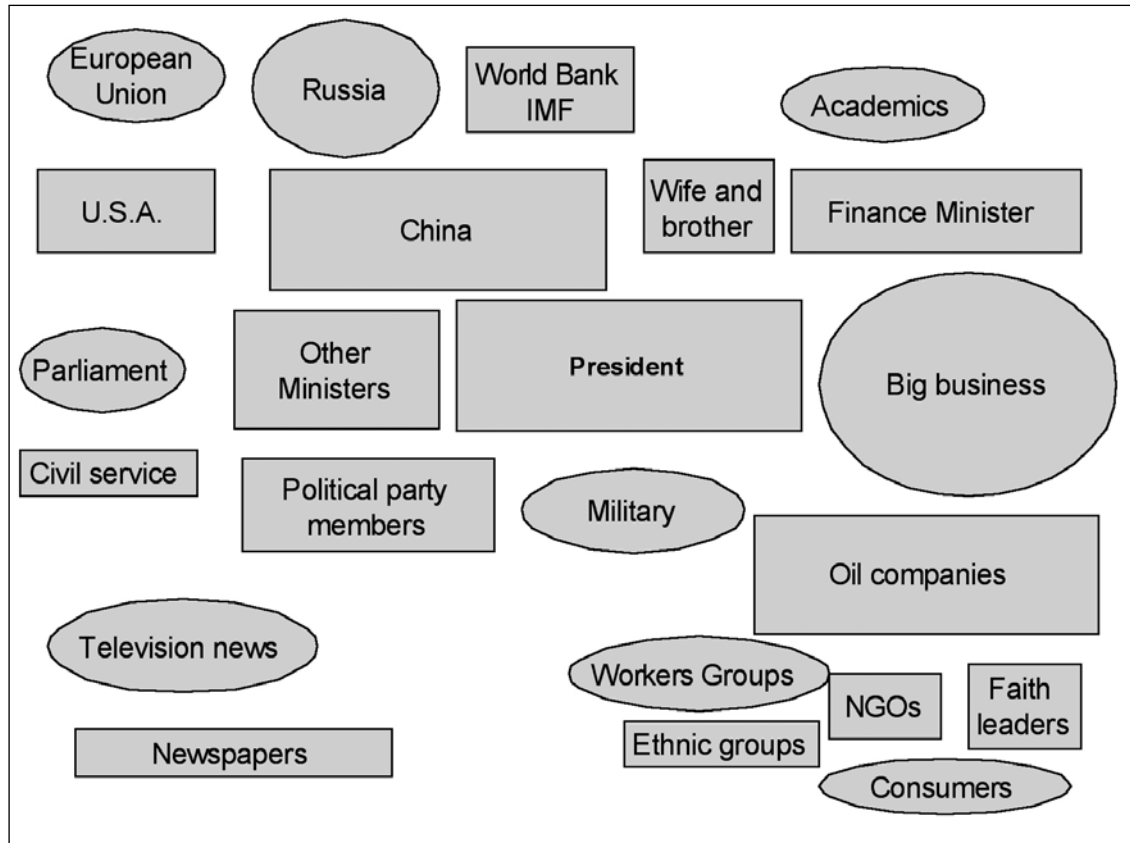 European
Union
Russia
World Bank
IMF
Academics
U.S.A.
China
Wife and
brother
Finance Minister
Parliament
Other
Ministers
President
Big business
Civil service
Political party
members
Military
Oil companies
Television news
Workers Groups
NGOs
Faith
leaders
Newspapers
Ethnic groups
Consumers